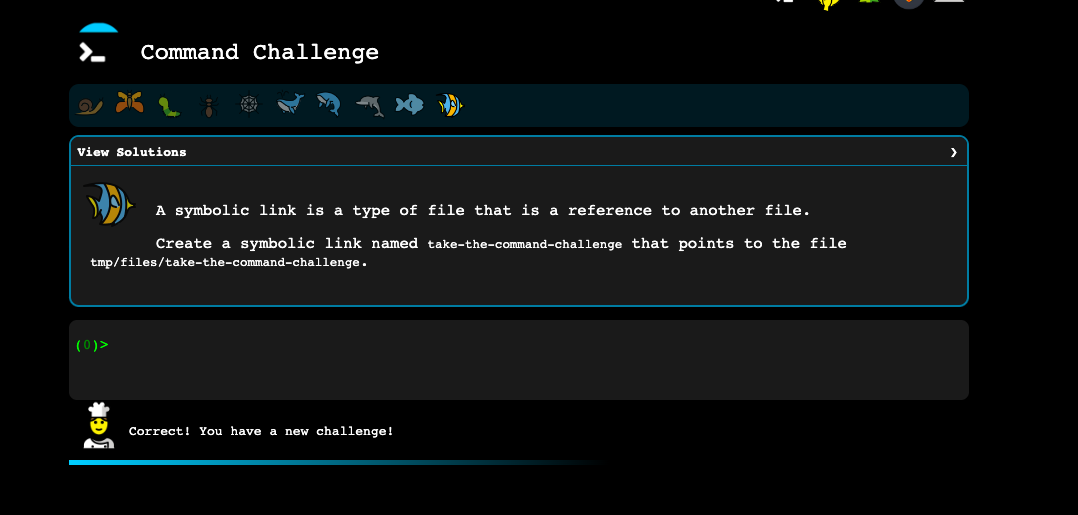 Command Challenge
View Solutions ❯
A symbolic link is a type of file that is a reference to another file.
Create a symbolic link named take-the-command-challenge that points to the file
tmp/files/take-the-command-challenge.
(0)>
Correct! You have a new challenge!